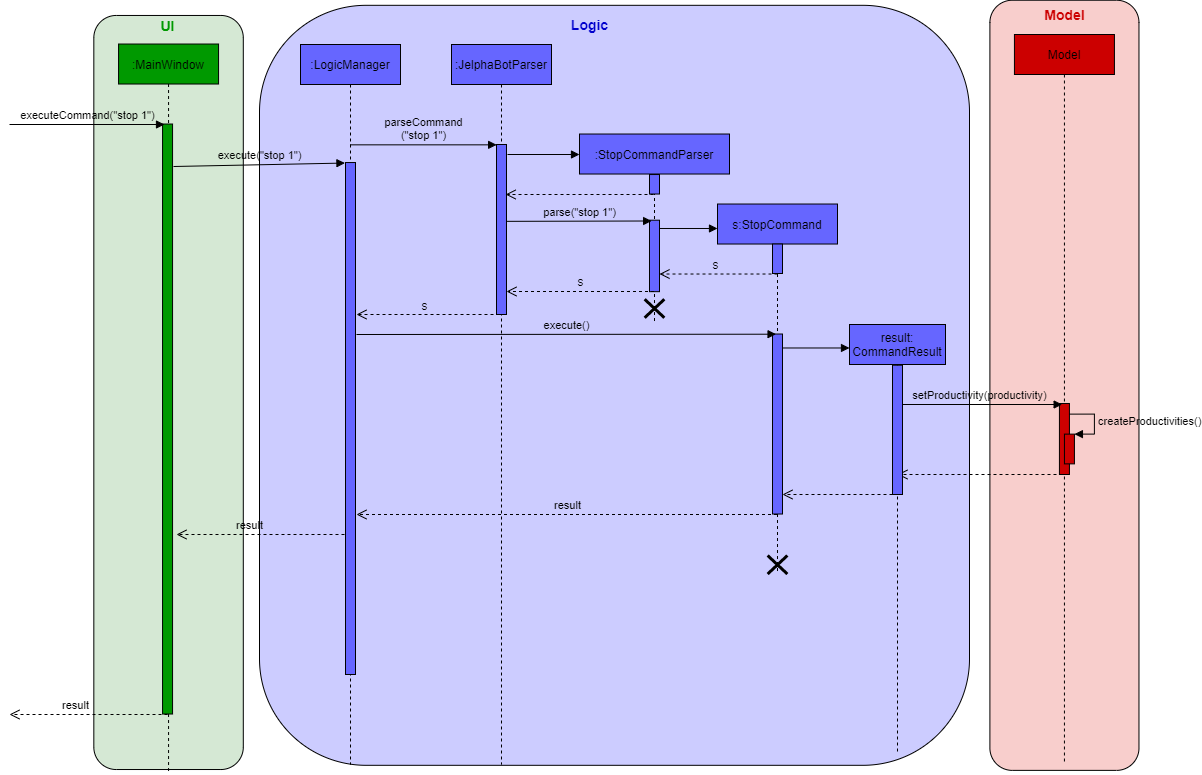 UI
Logic
Model
:MainWindow
:LogicManager
:JelphaBotParser
Model
executeCommand("stop 1")
parseCommand
("stop 1")
execute("stop 1")
:StopCommandParser
parse("stop 1")
s:StopCommand
s
s
s
execute()
result:
CommandResult
setProductivity(productivity)
createProductivities()
result
result
result